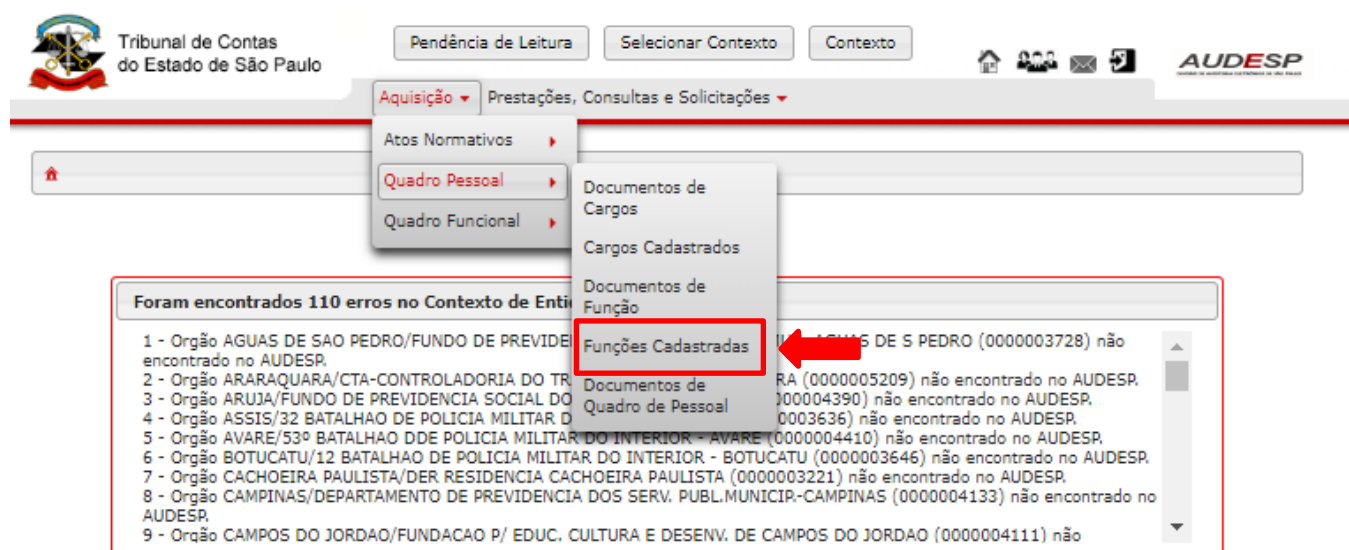 Tribunal de Contas
do Estado de São Paulo
Pendência de Leitura
Selecionar Contexto
Contexto
AUDESP
Aquisição
Prestações, Consultas e Solicitações
Atos Normativos
Quadro Pessoal
Quadro Funcional
Documentos de
Cargos
Cargos Cadastrados
Documentos de
Função
Funções Cadastradas
Documentos de
Quadro de Pessoal
Foram encontrados 110 erros no Contexto de Enti
1 - Orgão AGUAS DE SAO PEDRO/FUNDO DE PREVIDE DE S PEDRO (0000003728) não
encontrado no AUDESP.
2 - Orgão ARARAQUARA/CTA-CONTROLADORIA DO TR RA (0000005209) não encontrado no AUDESP.
3 - Orgão ARUJA/FUNDO DE PREVIDENCIA SOCIAL DO 00004390) não encontrado no AUDESP.
4 - Orgão ASSIS/32 BATALHAO DE POLICIA MILITAR D 0003636) não encontrado no AUDESP.
5 - Orgão AVARE/53º BATALHAO DDE POLICIA MILITAR DO INTERIOR - AVARE (0000004410) não encontrado no AUDESP.
6 - Orgão BOTUCATU/12 BATALHAO DE POLICIA MILITAR DO INTERIOR - BOTUCATU (0000003646) não encontrado no AUDESP.
7 - Orgão CACHOEIRA PAULISTA/DER RESIDENCIA CACHOEIRA PAULISTA (0000003221) não encontrado no AUDESP.
8 - Orgão CAMPINAS/DEPARTAMENTO DE PREVIDENCIA DOS SERV. PUBL.MUNICIP.-CAMPINAS (0000004133) não encontrado no
AUDESP.
9 - Orgão CAMPOS DO JORDAO/FUNDACAO P/ EDUC. CULTURA E DESENV. DE CAMPOS DO JORDAO (0000004111) não